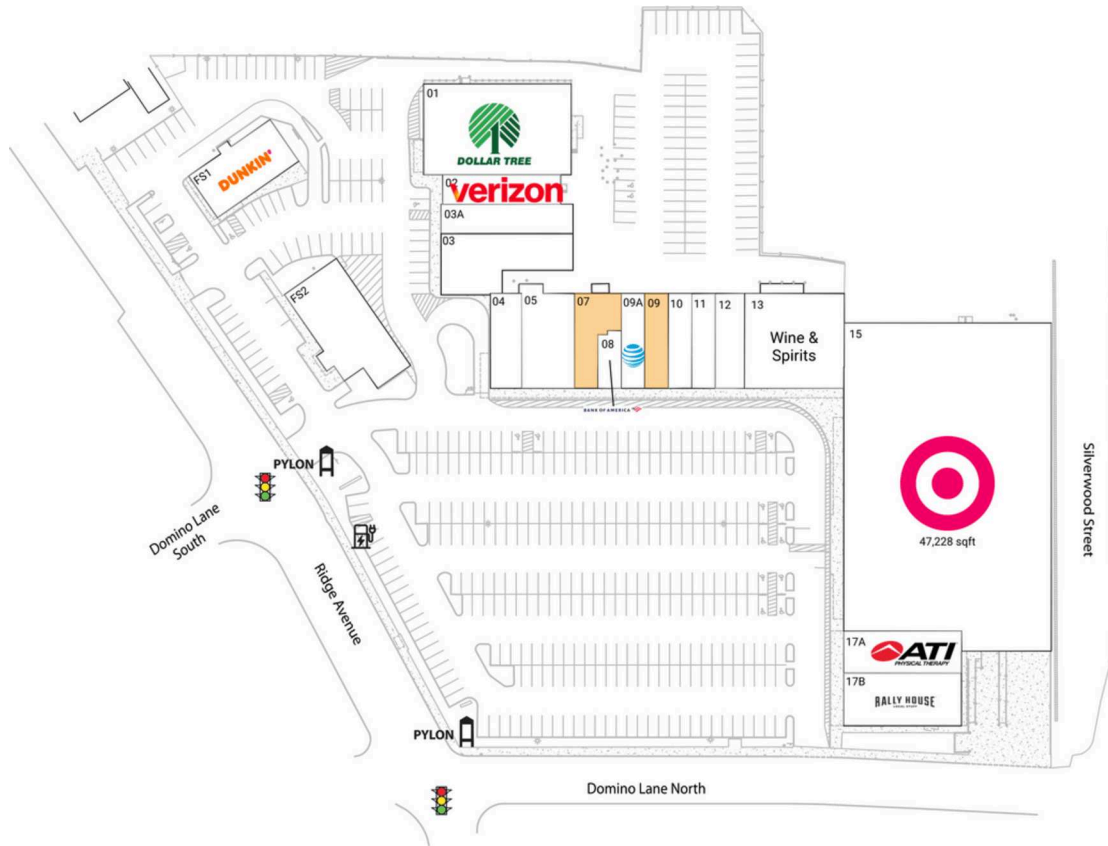 01
DOLLAR TREE
FS1
DUNKIN'
02
verizon
03A
03
FS2
04
05
07
08
09A
09
10
11
12
13
Wine &
Spirits
15
BANK OF AMERICA
PYLON
Domino Lane
South
Ridge Avenue
47,228 sqft
Silverwood Street
17A
ATI
PHYSICAL THERAPY
17B
RALLY HOUSE
PYLON
Domino Lane North